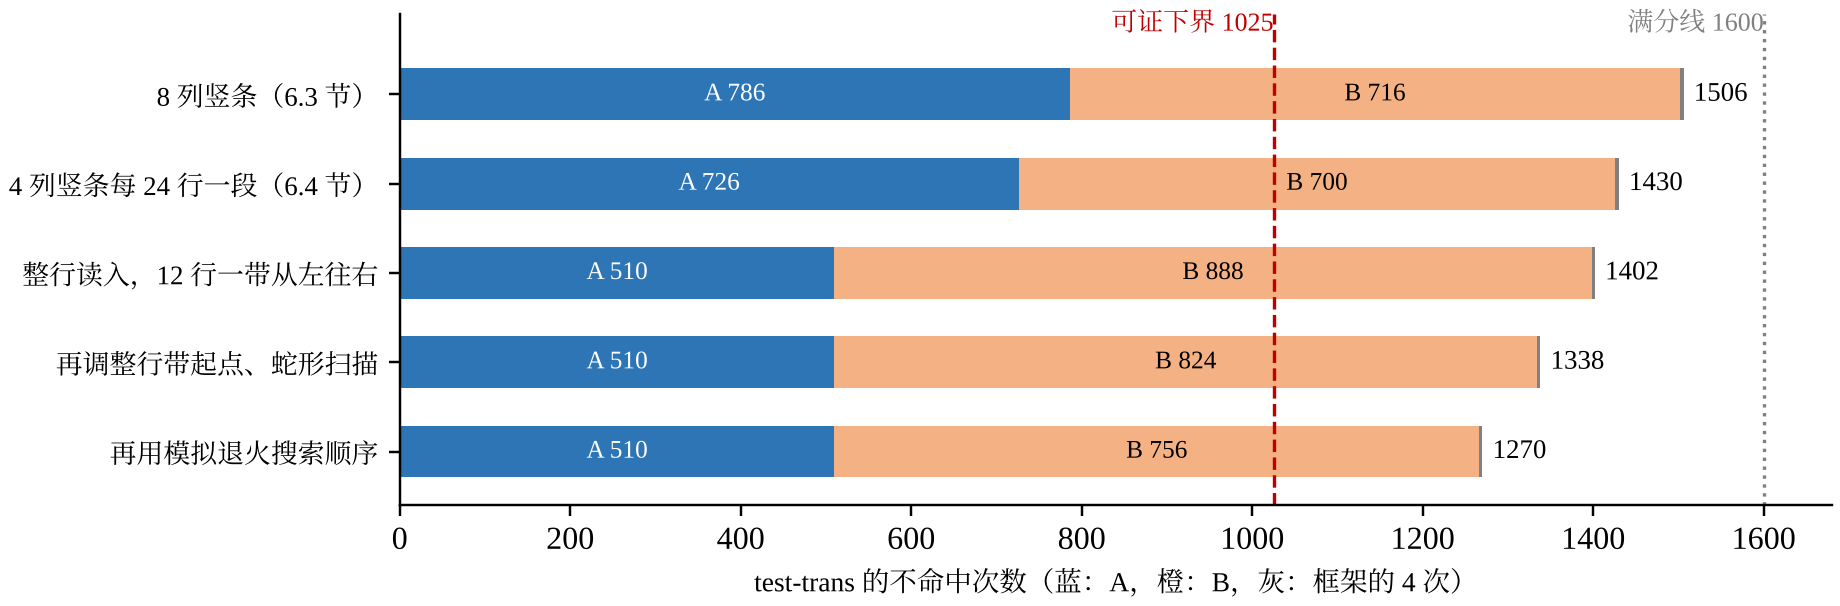 可证下界 1025
满分线 1600
8 列竖条（6.3 节）
A 786
B 716
1506
4 列竖条每 24 行一段（6.4 节）
A 726
B 700
1430
整行读入，12 行一带从左往右
A 510
B 888
1402
再调整行带起点、蛇形扫描
A 510
B 824
1338
再用模拟退火搜索顺序
A 510
B 756
1270
0 200 400 600 800 1000 1200 1400 1600
test-trans 的不命中次数（蓝：A，橙：B，灰：框架的 4 次）